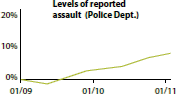 Levels of reported
assault (Police Dept.)
20%
10%
0%
01/09 01/10 01/11